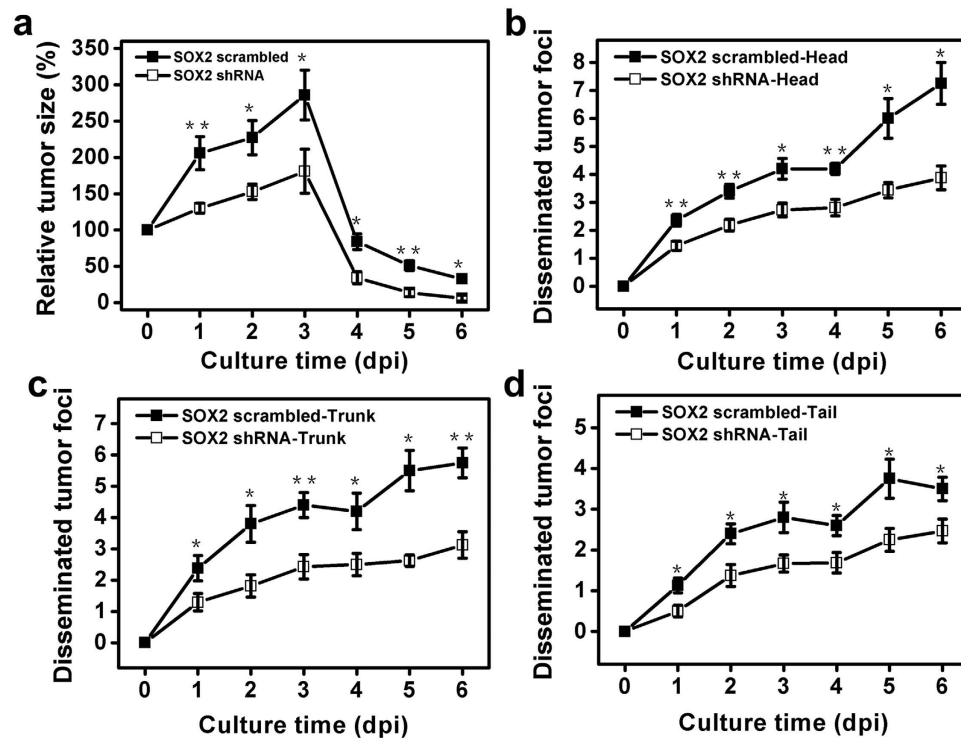 a
SOX2 scrambled
SOX2 shRNA
Relative tumor size (%)
350
300
250
200
150
100
50
0
* *
*
*
*
* *
*
0 1 2 3 4 5 6
Culture time (dpi)
b
SOX2 scrambled-Head
SOX2 shRNA-Head
Disseminated tumor foci
8
7
6
5
4
3
2
1
0
* *
* *
*
* *
*
*
0 1 2 3 4 5 6
Culture time (dpi)
c
SOX2 scrambled-Trunk
SOX2 shRNA-Trunk
Disseminated tumor foci
7
6
5
4
3
2
1
0
*
*
* *
*
*
* *
0 1 2 3 4 5 6
Culture time (dpi)
d
SOX2 scrambled-Tail
SOX2 shRNA-Tail
Disseminated tumor foci
5
4
3
2
1
0
*
*
*
*
*
*
0 1 2 3 4 5 6
Culture time (dpi)